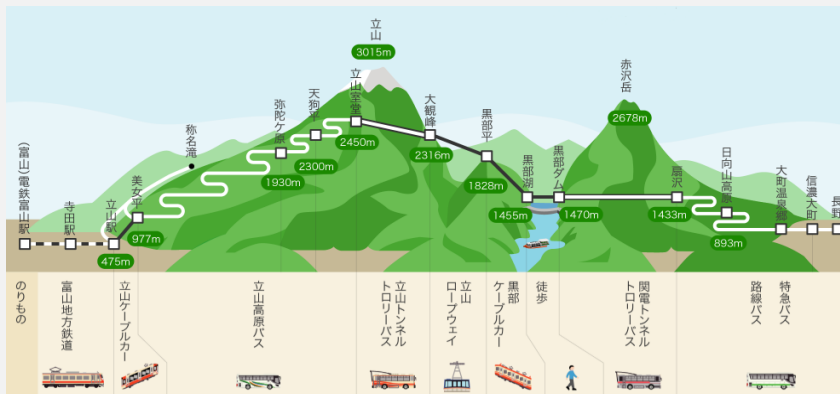 立山
3015m
赤沢岳
2678m
（富山）電鉄富山駅
寺田駅
立山駅
475m
美女平
977m
称名滝
弥陀ケ原
1930m
天狗平
2300m
立山室堂
2450m
大観峰
2316m
黒部平
1828m
黒部湖
1455m
黒部ダム
1470m
扇沢
1433m
日向山高原
893m
大町温泉郷
信濃大町
長野
のりもの
富山地方鉄道
立山ケーブルカー
立山高原バス
立山トンネル
トロリーバス
立山
ロープウェイ
黒部
ケーブルカー
徒歩
関電トンネル
トロリーバス
特急バス
路線バス